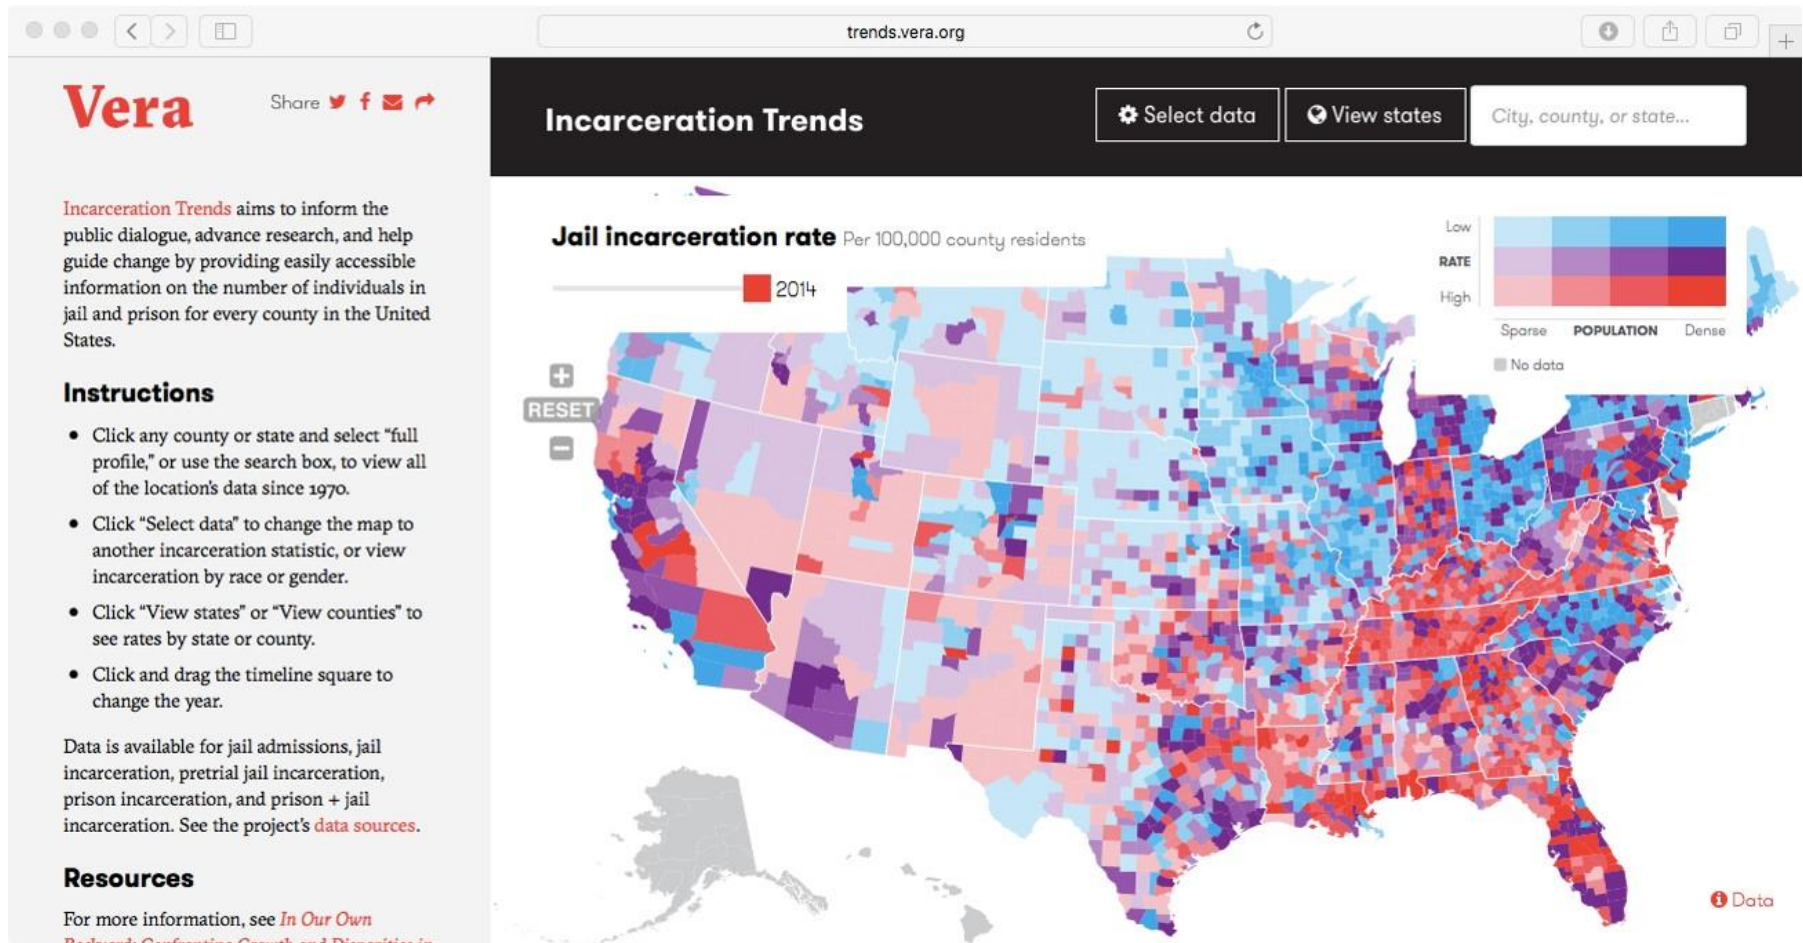 trends.vera.org
Vera
Share
Incarceration Trends
Select data
View states
City, county, or state...
Incarceration Trends aims to inform the
public dialogue, advance research, and help
guide change by providing easily accessible
information on the number of individuals in
jail and prison for every county in the United
States.
Instructions
• Click any county or state and select “full
profile,” or use the search box, to view all
of the location's data since 1970.
• Click “Select data” to change the map to
another incarceration statistic, or view
incarceration by race or gender.
• Click “View states” or “View counties” to
see rates by state or county.
• Click and drag the timeline square to
change the year.
Data is available for jail admissions, jail
incarceration, pretrial jail incarceration,
prison incarceration, and prison + jail
incarceration. See the project's data sources.
Resources
For more information, see In Our Own
Jail incarceration rate Per 100,000 county residents
2014
RESET
Low
RATE
High
Sparse POPULATION Dense
No data
Data